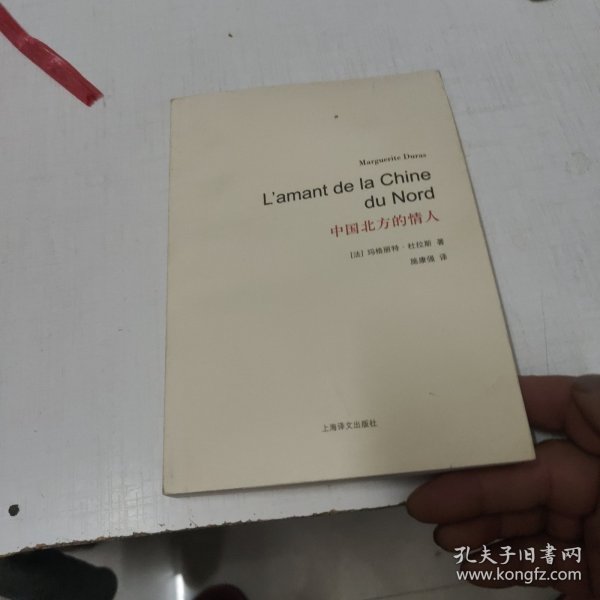 Marguerite Duras
L'amant de la Chine
du Nord
中国北方的情人
[法] 玛格丽特·杜拉斯 著
施康强 译
上海译文出版社
孔夫子旧書网
www.kongfz.com